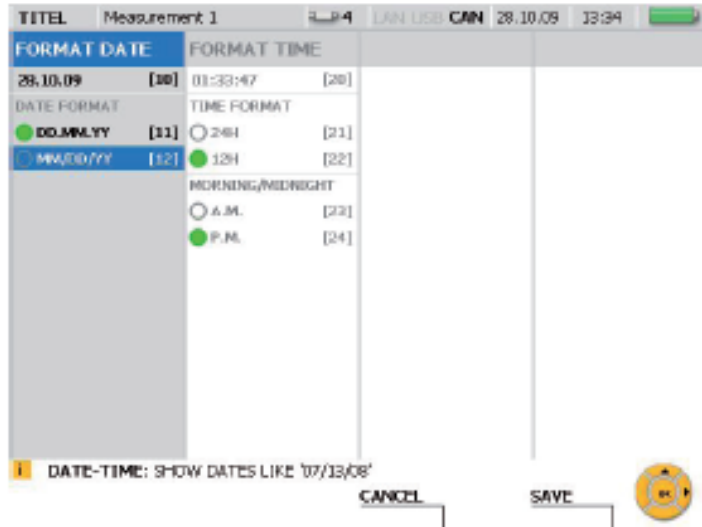 TITEL Measurement 1 4 LAN USB CAN 28.10.09 13:34
FORMAT DATE FORMAT TIME
28.10.09 [10] 01:33:47 [20]
DATE FORMAT TIME FORMAT
DD.MM.YY [11] 24H [21]
MM/DD/YY [12] 12H [22]
MORNING/MIDNIGHT
A.M. [23]
P.M. [24]
i DATE-TIME: SHOW DATES LIKE '07/13/08'
CANCEL SAVE
OK